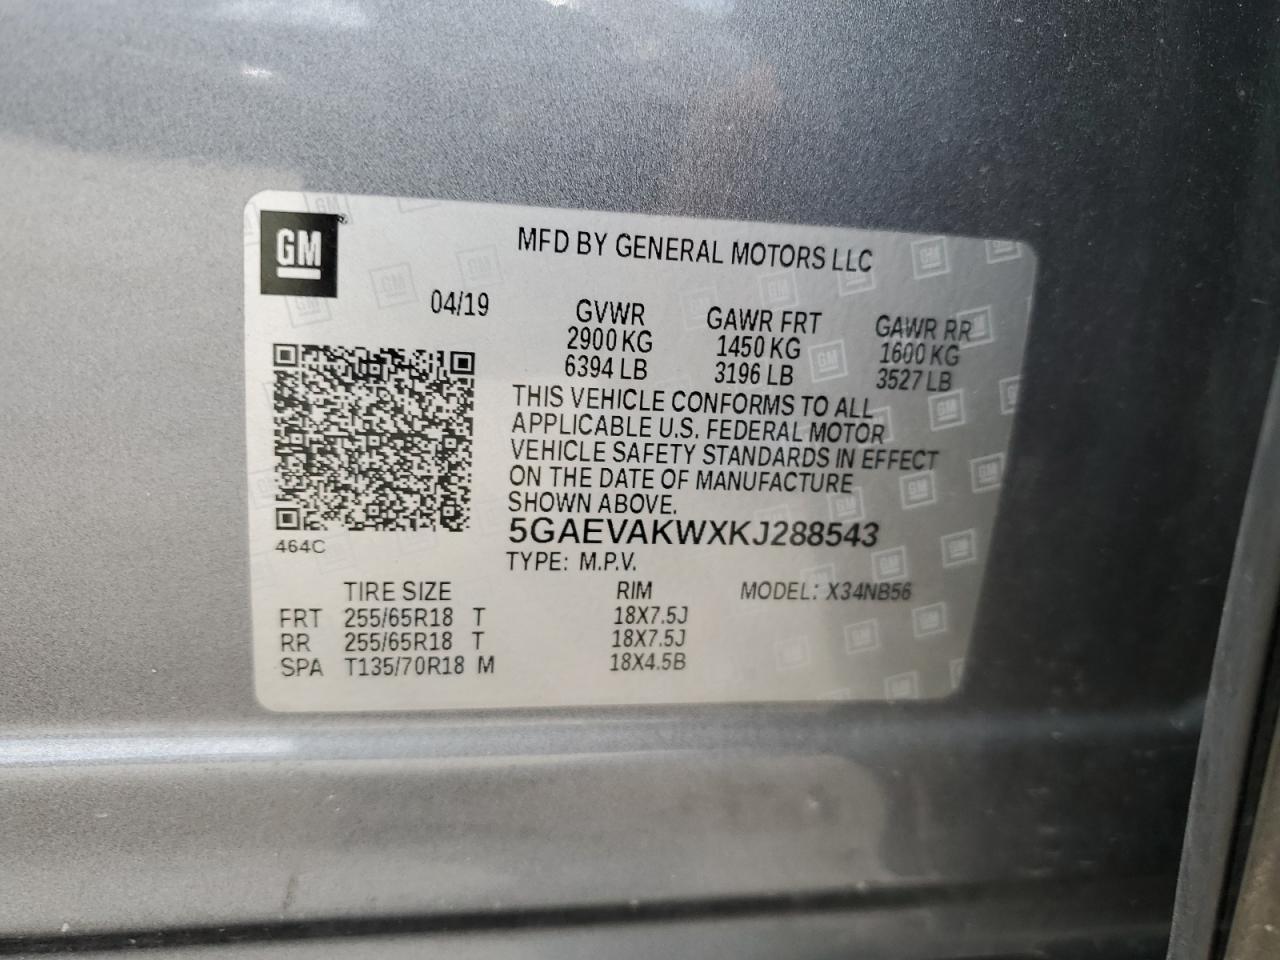 GM
MFD BY GENERAL MOTORS LLC
04/19
GVWR GAWR FRT GAWR RR
2900 KG 1450 KG 1600 KG
6394 LB 3196 LB 3527 LB
THIS VEHICLE CONFORMS TO ALL
APPLICABLE U.S. FEDERAL MOTOR
VEHICLE SAFETY STANDARDS IN EFFECT
ON THE DATE OF MANUFACTURE
SHOWN ABOVE.
464C
5GAEVAKWXKJ288543
TYPE: M.P.V.
TIRE SIZE RIM MODEL: X34NB56
FRT 255/65R18 T 18X7.5J
RR 255/65R18 T 18X7.5J
SPA T135/70R18 M 18X4.5B